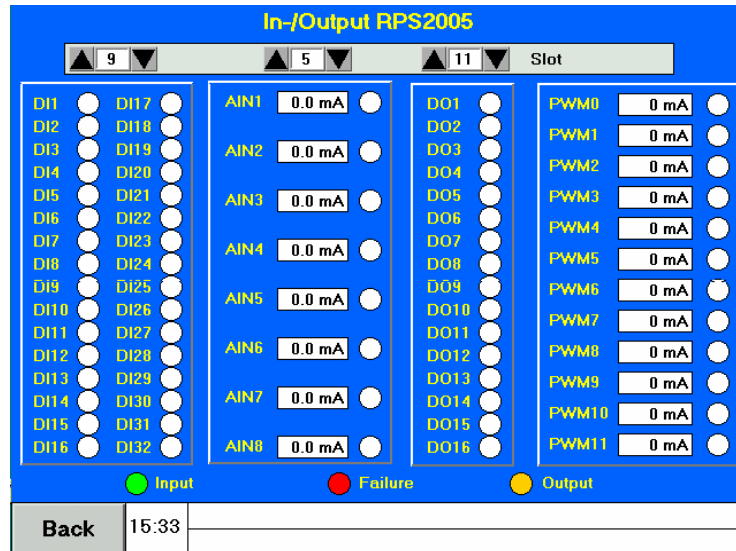 In-/Output RPS2005
9 5 11 Slot
DI1 DI17 AIN1 0.0 mA DO1 PWM0 0 mA
DI2 DI18 DO2 PWM1 0 mA
DI3 DI19 AIN2 0.0 mA DO3 PWM2 0 mA
DI4 DI20 DO4 PWM3 0 mA
DI5 DI21 AIN3 0.0 mA DO5 PWM4 0 mA
DI6 DI22 DO6 PWM5 0 mA
DI7 DI23 AIN4 0.0 mA DO7 PWM6 0 mA
DI8 DI24 DO8 PWM7 0 mA
DI9 DI25 AIN5 0.0 mA DO9 PWM8 0 mA
DI10 DI26 DO10 PWM9 0 mA
DI11 DI27 AIN6 0.0 mA DO11 PWM10 0 mA
DI12 DI28 DO12 PWM11 0 mA
DI13 DI29 AIN7 0.0 mA DO13
DI14 DI30 DO14
DI15 DI31 AIN8 0.0 mA DO15
DI16 DI32 DO16
Input Failure Output
Back 15:33